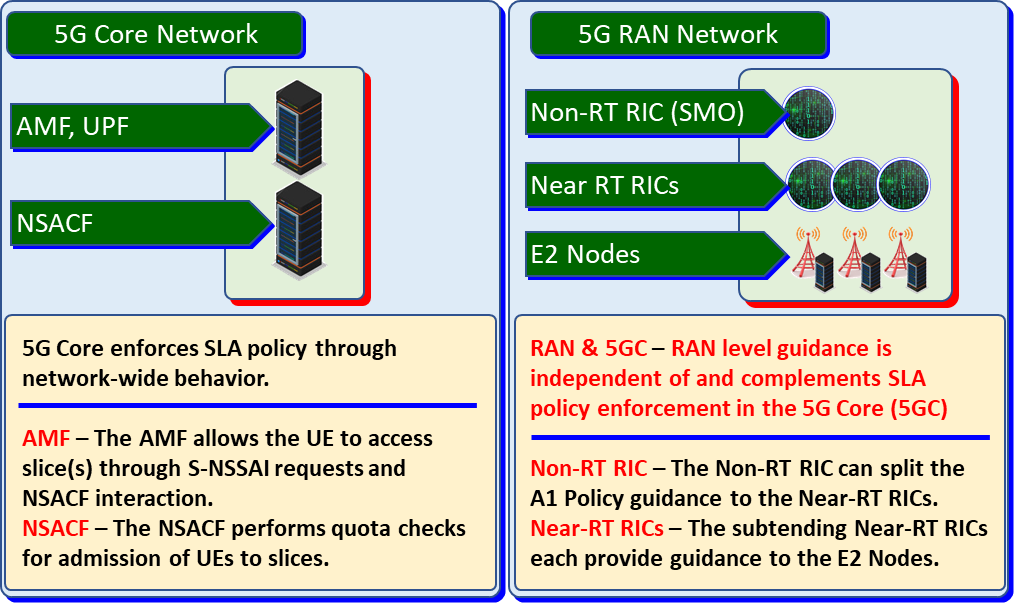 5G Core Network
AMF, UPF
NSACF
5G Core enforces SLA policy through
network-wide behavior.
AMF – The AMF allows the UE to access
slice(s) through S-NSSAI requests and
NSACF interaction.
NSACF – The NSACF performs quota checks
for admission of UEs to slices.
5G RAN Network
Non-RT RIC (SMO)
Near RT RICs
E2 Nodes
RAN & 5GC – RAN level guidance is
independent of and complements SLA
policy enforcement in the 5G Core (5GC)
Non-RT RIC – The Non-RT RIC can split the
A1 Policy guidance to the Near-RT RICs.
Near-RT RICs – The subtending Near-RT RICs
each provide guidance to the E2 Nodes.